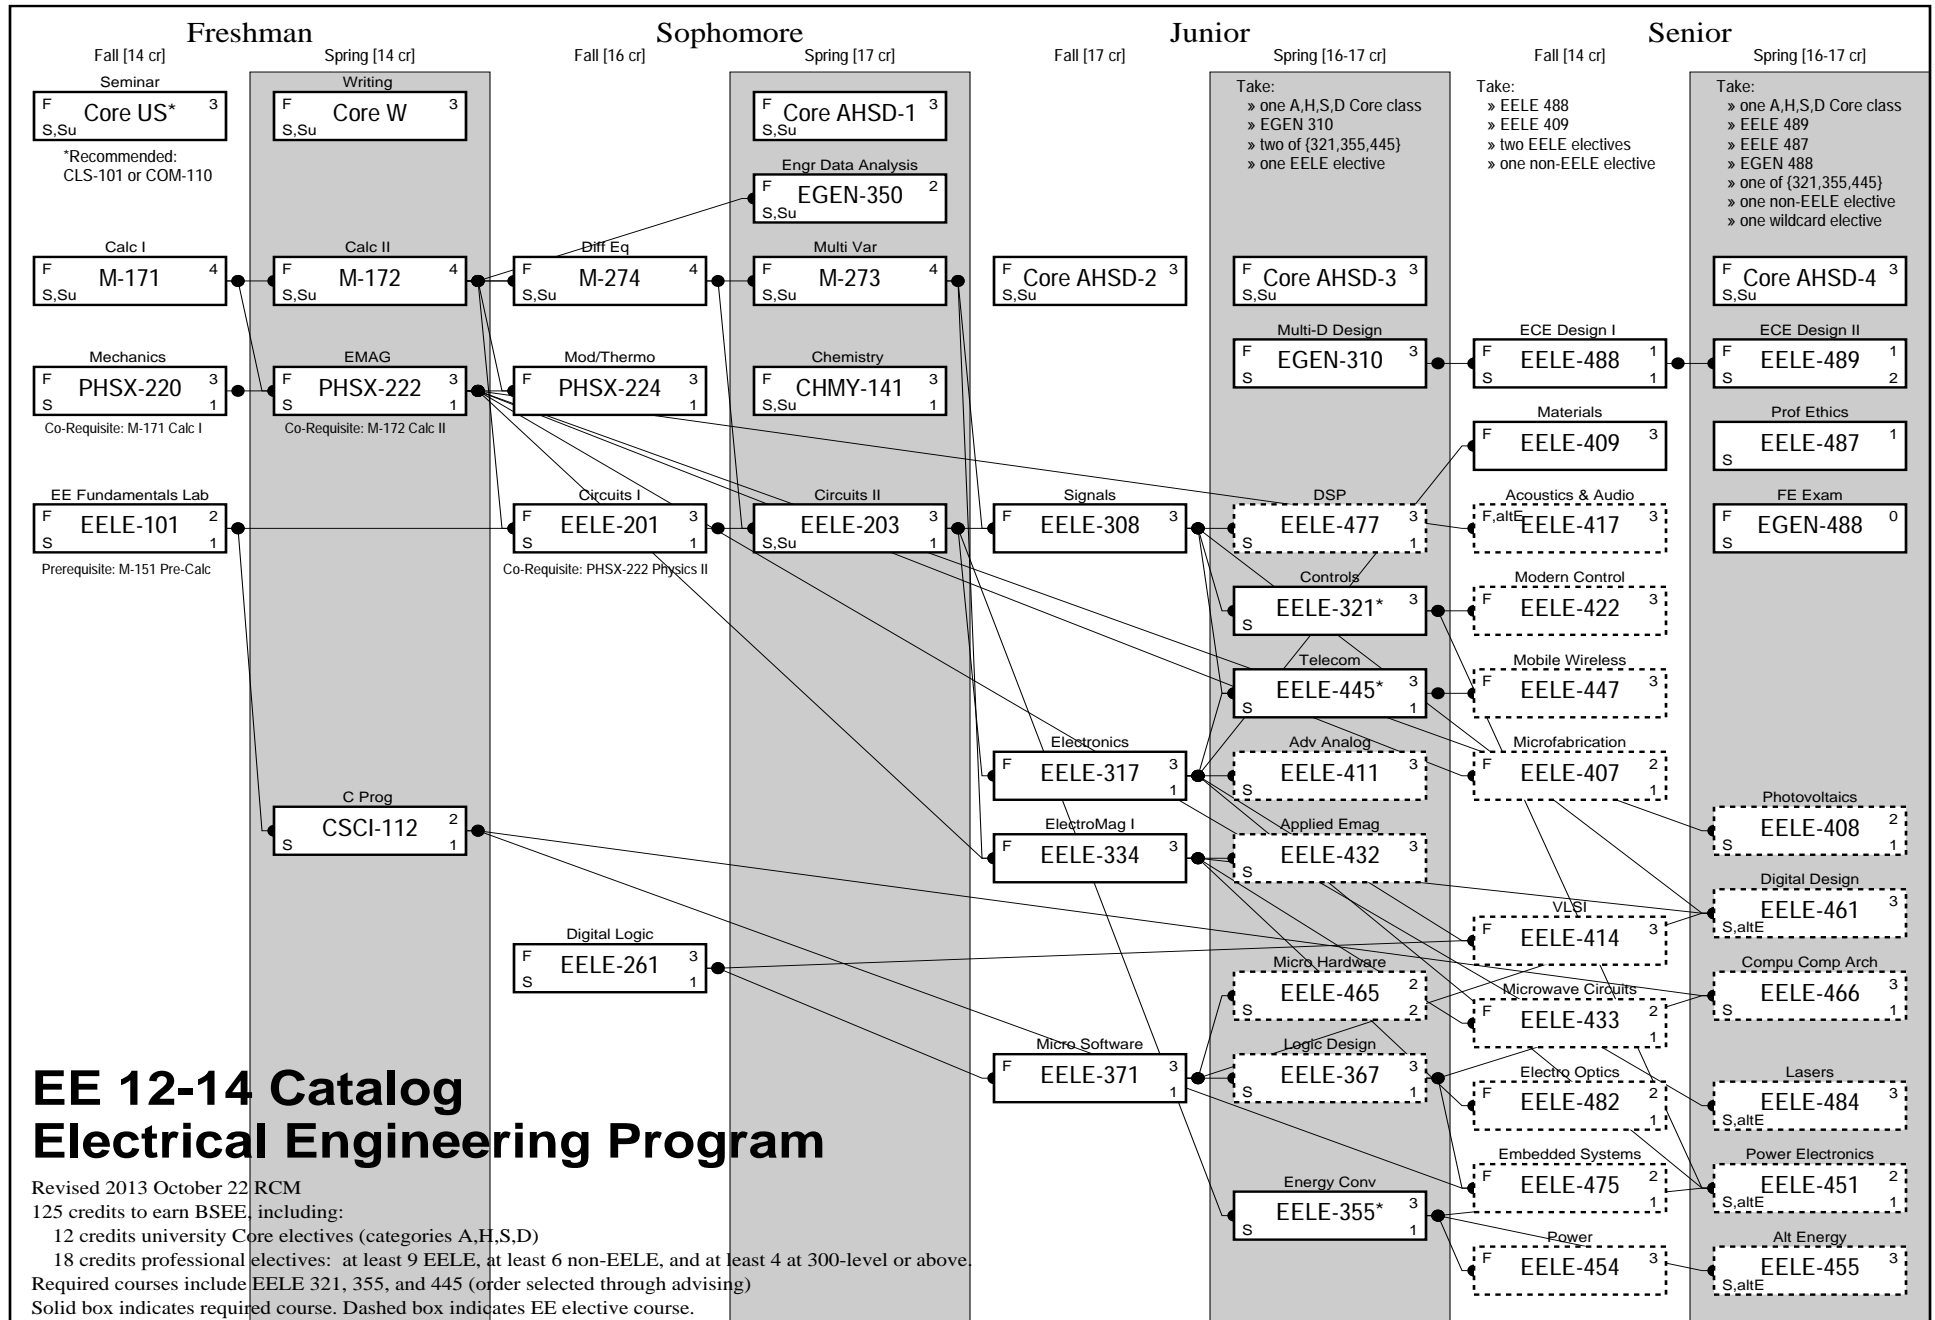 Freshman
Sophomore
Junior
Senior
Fall [14 cr]
Spring [14 cr]
Fall [16 cr]
Spring [17 cr]
Fall [17 cr]
Spring [16-17 cr]
Fall [14 cr]
Spring [16-17 cr]
Seminar
F Core US* 3
S,Su
*Recommended:
CLS-101 or COM-110
Calc I
F M-171 4
S,Su
Mechanics
F PHSX-220 3
S 1
Co-Requisite: M-171 Calc I
EE Fundamentals Lab
F EELE-101 2
S 1
Prerequisite: M-151 Pre-Calc
Writing
F Core W 3
S,Su
Calc II
F M-172 4
S,Su
EMAG
F PHSX-222 3
S 1
Co-Requisite: M-172 Calc II
C Prog
CSCI-112 2
S 1
Diff Eq
F M-274 4
S,Su
Mod/Thermo
F PHSX-224 3
1
Circuits I
F EELE-201 3
S 1
Co-Requisite: PHSX-222 Physics II
Digital Logic
F EELE-261 3
S 1
F Core AHSD-1 3
S,Su
Engr Data Analysis
F EGEN-350 2
S,Su
Multi Var
F M-273 4
S,Su
Chemistry
F CHMY-141 3
S,Su 1
Circuits II
F EELE-203 3
S,Su 1
F Core AHSD-2 3
S,Su
Signals
F EELE-308 3
Electronics
F EELE-317 3
1
ElectroMag I
F EELE-334 3
Micro Software
F EELE-371 3
1
Take:
» one A,H,S,D Core class
» EGEN 310
» two of {321,355,445}
» one EELE elective
F Core AHSD-3 3
S,Su
Multi-D Design
F EGEN-310 3
S
DSP
EELE-477 3
S 1
Controls
EELE-321* 3
S
Telecom
EELE-445* 3
S 1
Adv Analog
EELE-411 3
S
Applied Emag
EELE-432 3
S
Micro Hardware
EELE-465 2
S 2
Logic Design
EELE-367 3
S 1
Energy Conv
EELE-355* 3
S 1
Take:
» EELE 488
» EELE 409
» two EELE electives
» one non-EELE elective
ECE Design I
F EELE-488 1
S 1
Materials
F EELE-409 3
Acoustics & Audio
F,altE EELE-417 3
Modern Control
F EELE-422 3
Mobile Wireless
F EELE-447 3
Microfabrication
F EELE-407 2
1
VLSI
F EELE-414 3
Microwave Circuits
F EELE-433 2
1
Electro Optics
F EELE-482 2
1
Embedded Systems
F EELE-475 2
1
Power
F EELE-454 3
Take:
» one A,H,S,D Core class
» EELE 489
» EELE 487
» EGEN 488
» one of {321,355,445}
» one non-EELE elective
» one wildcard elective
F Core AHSD-4 3
S,Su
ECE Design II
F EELE-489 1
S 2
Prof Ethics
EELE-487 1
S
FE Exam
F EGEN-488 0
S
Photovoltaics
EELE-408 2
S 1
Digital Design
EELE-461 3
S,altE
Compu Comp Arch
EELE-466 3
S 1
Lasers
EELE-484 3
S,altE
Power Electronics
EELE-451 2
S,altE 1
Alt Energy
EELE-455 3
S,altE
EE 12-14 Catalog
Electrical Engineering Program
Revised 2013 October 22 RCM
125 credits to earn BSEE, including:
12 credits university Core electives (categories A,H,S,D)
18 credits professional electives: at least 9 EELE, at least 6 non-EELE, and at least 4 at 300-level or above.
Required courses include EELE 321, 355, and 445 (order selected through advising)
Solid box indicates required course. Dashed box indicates EE elective course.